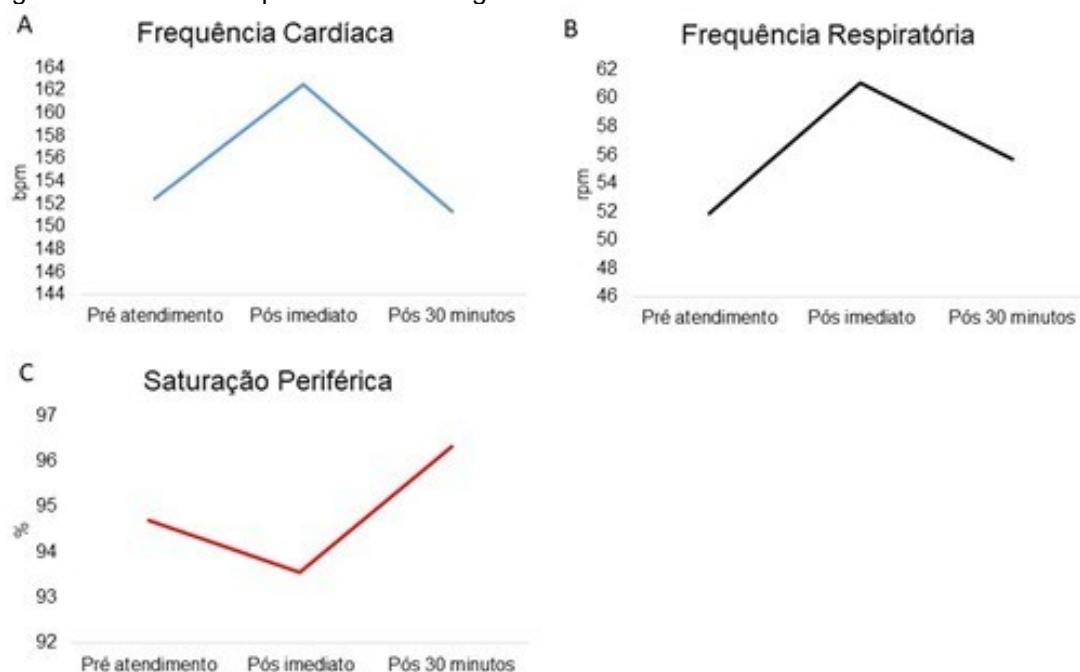 A
Frequência Cardíaca
164
162
160
158
156
154
152
150
148
146
144
bpm
Pré atendimento Pós imediato Pós 30 minutos
B
Frequência Respiratória
62
60
58
56
54
52
50
48
46
rpm
Pré atendimento Pós imediato Pós 30 minutos
C
Saturação Periférica
97
96
95
94
93
92
%
Pré atendimento Pós imediato Pós 30 minutos